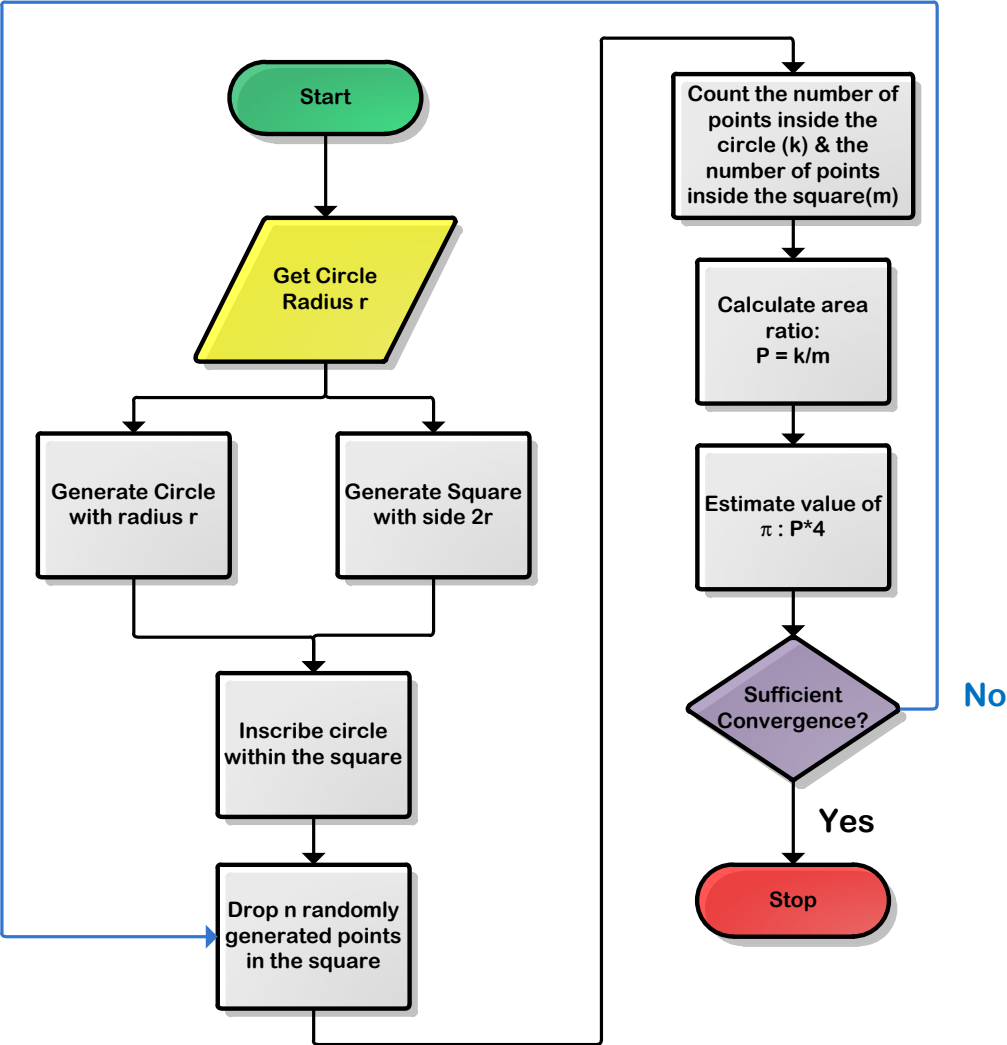 Start
Get Circle
Radius r
Generate Circle
with radius r
Generate Square
with side 2r
Inscribe circle
within the square
Drop n randomly
generated points
in the square
Count the number of
points inside the
circle (k) & the
number of points
inside the square(m)
Calculate area
ratio:
P = k/m
Estimate value of
π : P*4
Sufficient
Convergence?
No
Yes
Stop